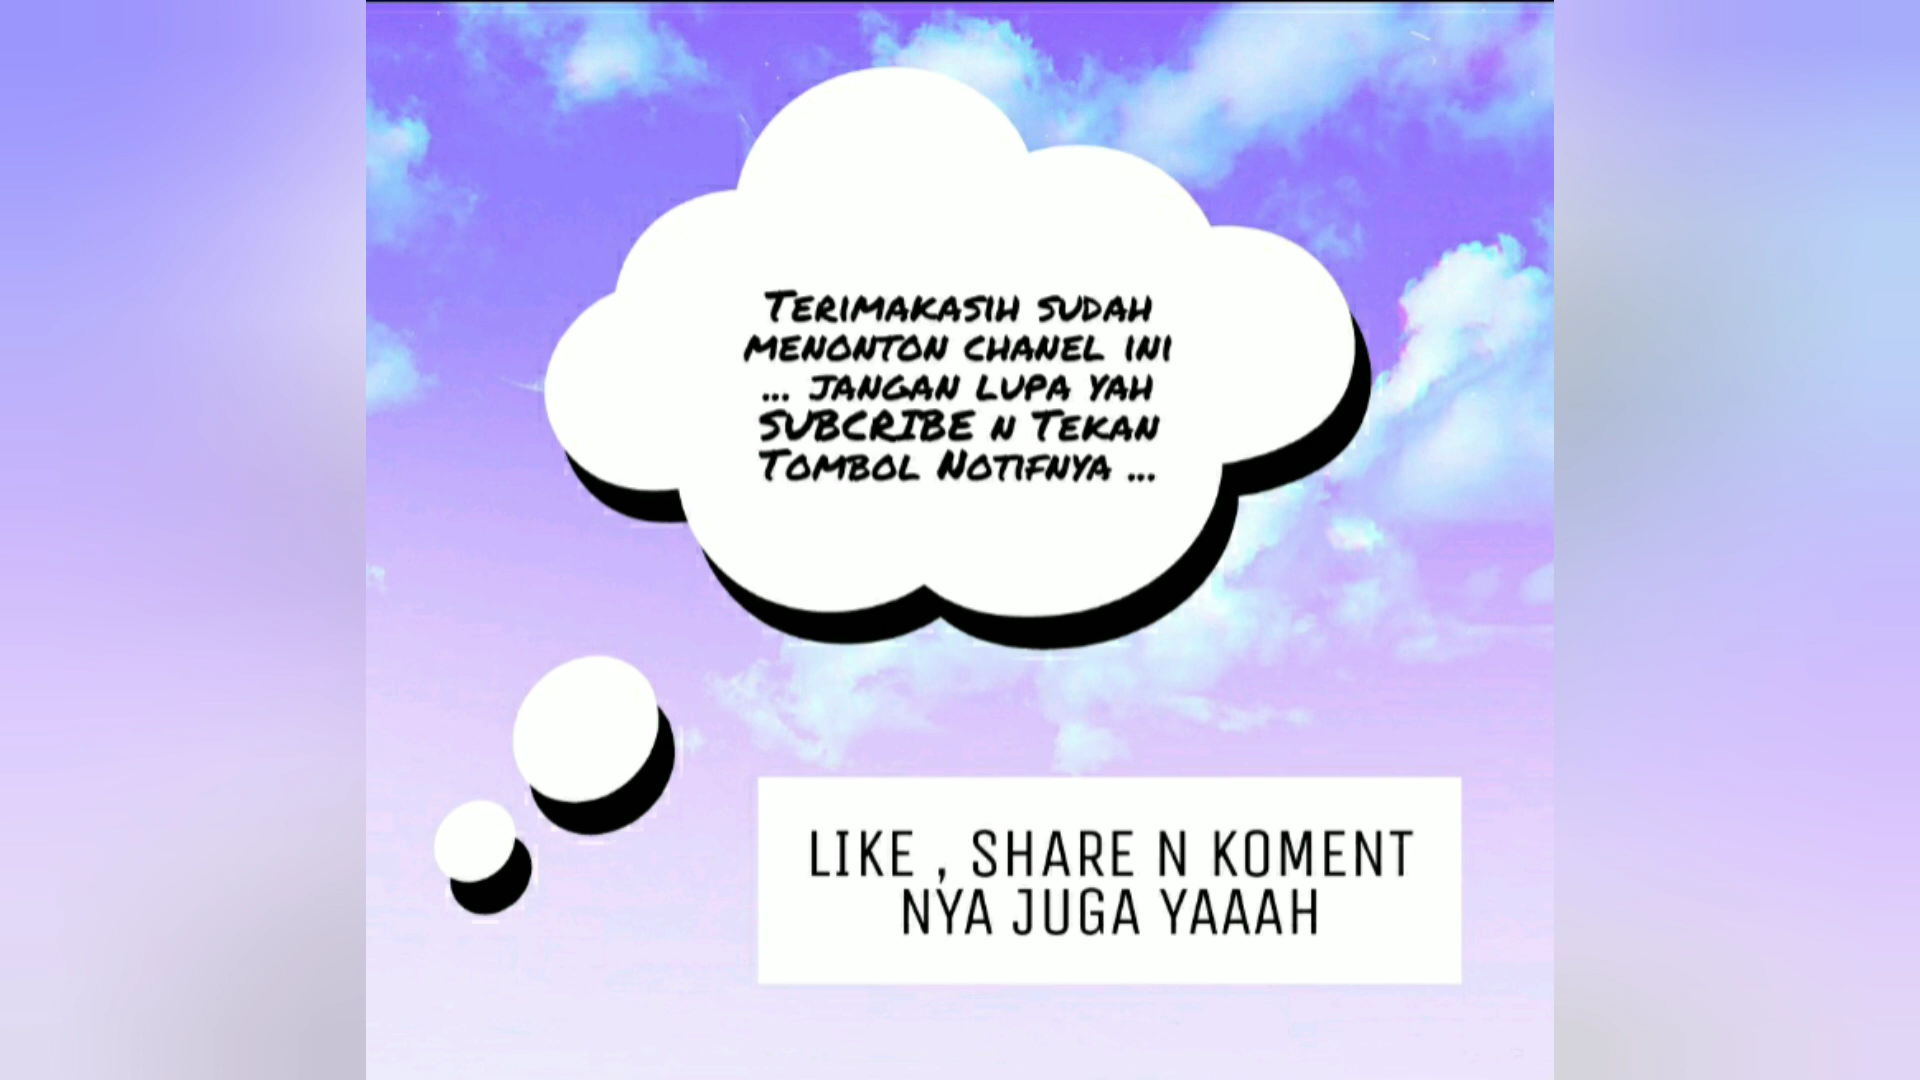 TERIMAKASIH SUDAH
MENONTON CHANEL INI
... JANGAN LUPA YAH
SUBCRIBE N TEKAN
TOMBOL NOTIFNYA ...
LIKE , SHARE N KOMENT
NYA JUGA YAAAH